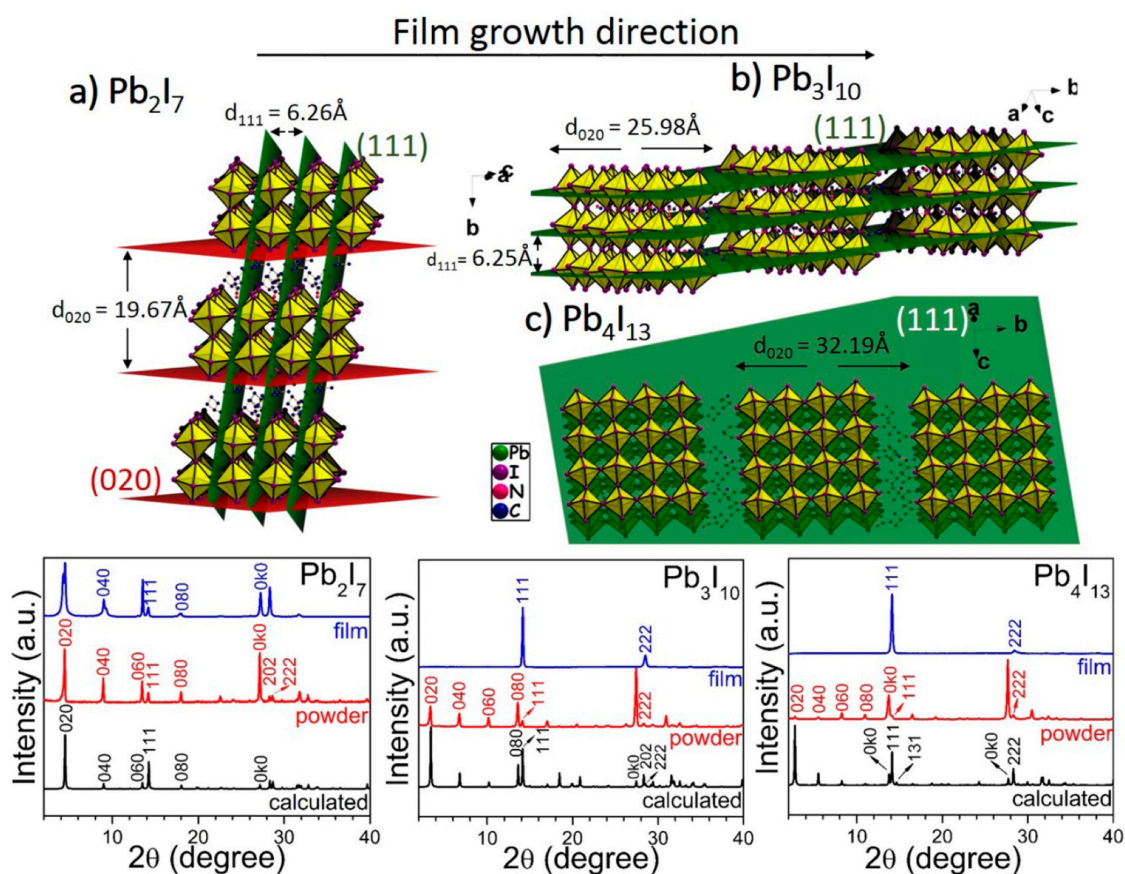 Film growth direction
a) Pb2I7
d111 = 6.26Å
(111)
d020 = 19.67Å
(020)
a
c
b
b) Pb3I10
d020 = 25.98Å
(111)
d111 = 6.25Å
b
a
c
c) Pb4I13
(111)
d020 = 32.19Å
a
b
c
Pb
I
N
C
Intensity (a.u.)
Pb2I7
040
111
080
0k0
film
020
040
060
111
080
0k0
202
222
powder
020
040
060
111
080
0k0
calculated
10 20 30 40
2θ (degree)
Intensity (a.u.)
Pb3I10
111
222
film
020
040
060
080
111
222
powder
080
111
0k0
202
222
calculated
10 20 30 40
2θ (degree)
Intensity (a.u.)
Pb4I13
111
222
film
020
040
060
080
0k0
111
222
powder
0k0
111
131
0k0
222
calculated
10 20 30 40
2θ (degree)